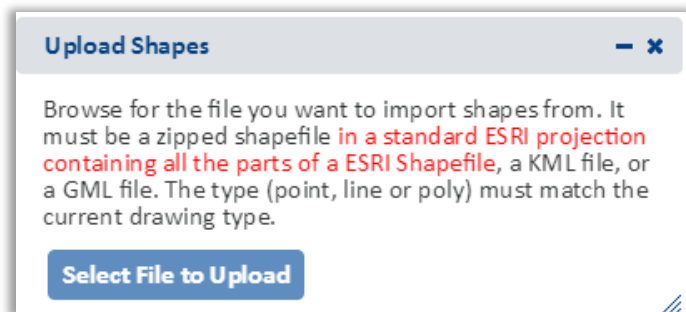 Upload Shapes
Browse for the file you want to import shapes from. It
must be a zipped shapefile in a standard ESRI projection
containing all the parts of a ESRI Shapefile, a KML file, or
a GML file. The type (point, line or poly) must match the
current drawing type.
Select File to Upload